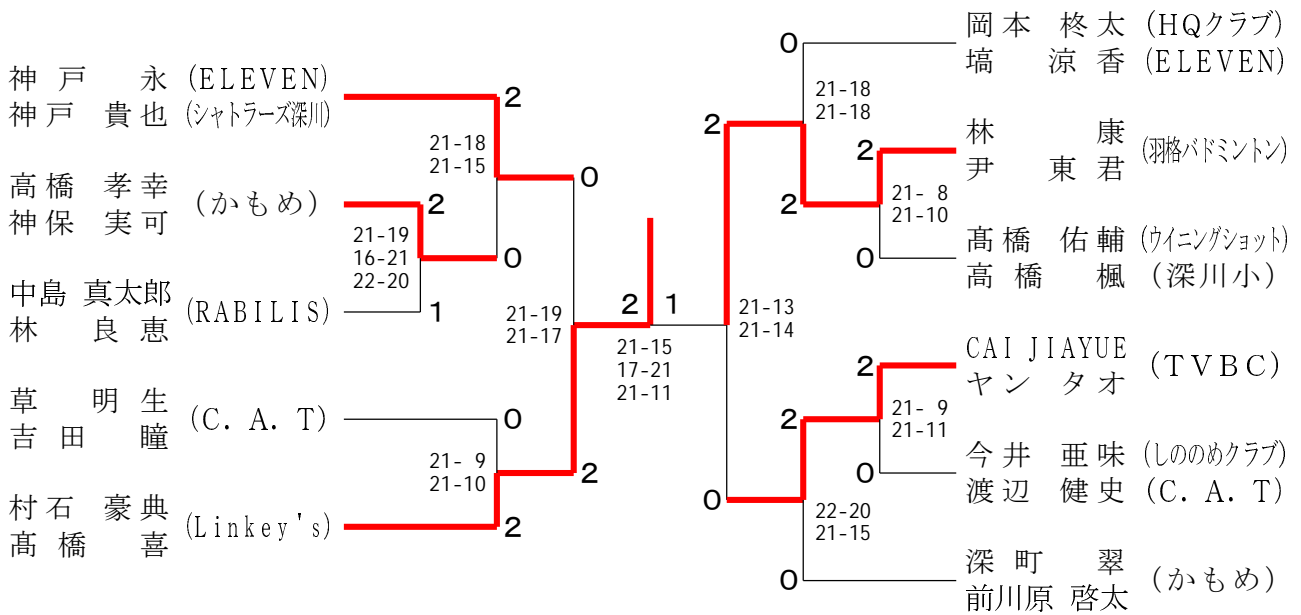 神戸 永 (ELEVEN)
神戸 貴也 (シャトラーズ深川)
2
21-18
21-15
0
高橋 孝幸
神保 実可
(かもめ)
2
21-19
16-21
22-20
0
中島 真太郎
林 良恵
(RABILIS)
1
21-19
21-17
草 明生
吉田 瞳
(C. A. T)
0
21- 9
21-10
2
村石 豪典
髙橋 喜
(Linkey's)
2
2
1
21-15
17-21
21-11
岡本 柊太 (HQクラブ)
塙 涼香 (ELEVEN)
0
21-18
21-18
2
林 康
尹 東君
(羽格バドミントン)
2
21- 8
21-10
2
髙橋 佑輔 (ウイニングショット)
高橋 楓 (深川小)
0
21-13
21-14
CAI JIAYUE
ヤン タオ
(TVBC)
2
21- 9
21-11
2
今井 亜味 (しののめクラブ)
渡辺 健史 (C. A. T)
0
0
22-20
21-15
深町 翠
前川原 啓太
(かもめ)
0